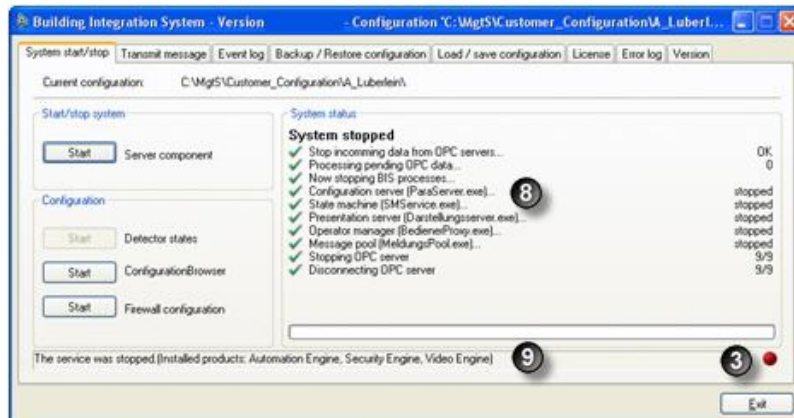 Building Integration System - Version - Configuration "C:\MgtS\Customer_Configuration\A_Luberl...
System start/stop Transmit message Event log Backup / Restore configuration Load / save configuration License Error log Version
Current configuration: C:\MgtS\Customer_Configuration\A_Luberlein\
Start/stop system
Start Server component
Configuration
Start Detector states
Start ConfigurationBrowser
Start Firewall configuration
System status
System stopped
Stop incomming data from OPC servers... OK
Processing pending OPC data... 0
Now stopping BIS processes...
Configuration server (ParaServer.exe)... stopped
8
State machine (SMService.exe)... stopped
Presentation server (Darstellungsserver.exe)... stopped
Operator manager (BedienerProxy.exe)... stopped
Message pool (MeldungsPool.exe)... stopped
Stopping OPC server 9/9
Disconnecting OPC server 9/9
The service was stopped.(Installed products: Automation Engine, Security Engine, Video Engine) 9 3
Exit